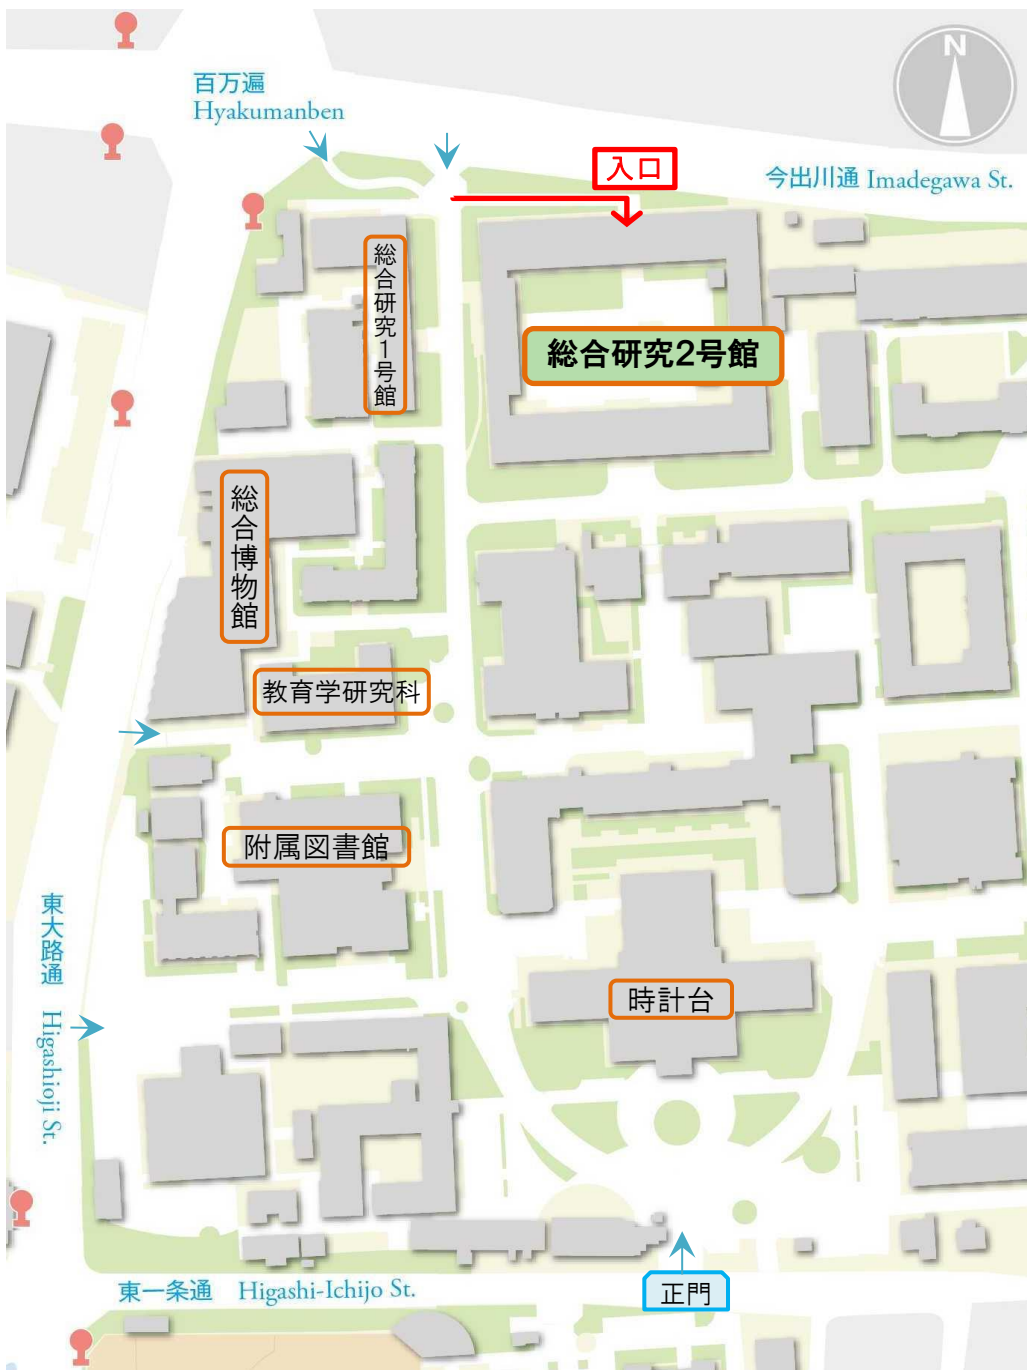 N
百万遍
Hyakumanben
入口
今出川通 Imadegawa St.
総合研究1号館
総合研究2号館
総合博物館
教育学研究科
附属図書館
東大路通 Higashioji St.
時計台
東一条通 Higashi-Ichijo St.
正門